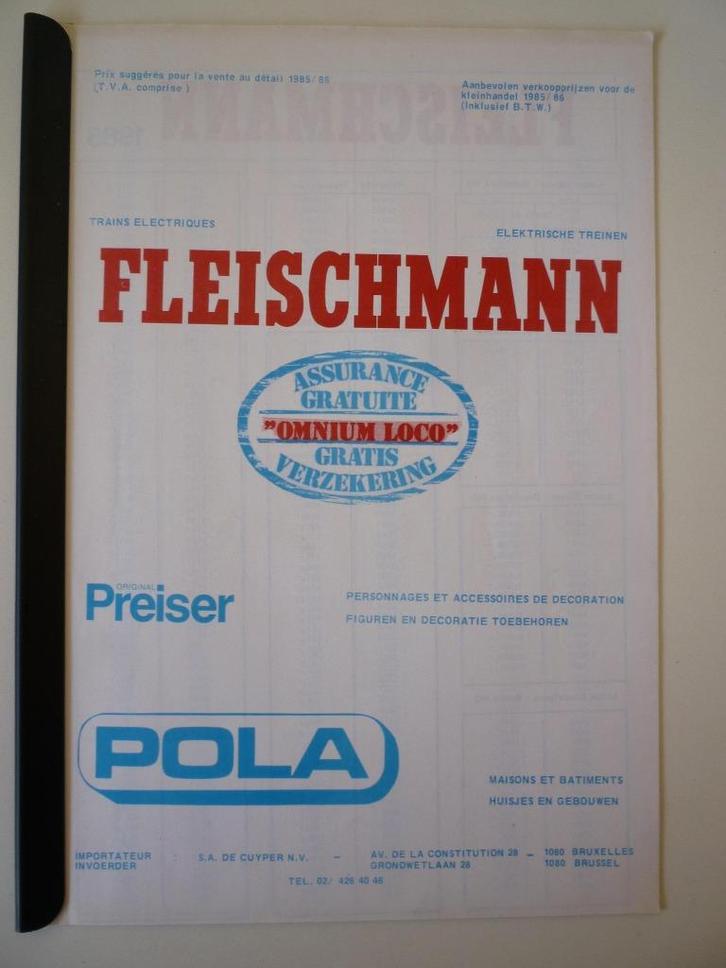 Prix suggérés pour la vente au détail 1985/86
(T.V.A. comprise)
Aanbevolen verkoopprijzen voor de
kleinhandel 1985/86
(Inklusief B.T.W.)
TRAINS ELECTRIQUES
ELEKTRISCHE TREINEN
FLEISCHMANN
ASSURANCE
GRATUITE
"OMNIUM LOCO"
GRATIS
VERZEKERING
ORIGINAL
Preiser
PERSONNAGES ET ACCESSOIRES DE DECORATION
FIGUREN EN DECORATIE TOEBEHOREN
POLA
MAISONS ET BATIMENTS
HUISJES EN GEBOUWEN
IMPORTATEUR : S.A. DE CUYPER N.V. – AV. DE LA CONSTITUTION 28 – 1080 BRUXELLES
INVOERDER GRONDWETLAAN 28 1080 BRUSSEL
TEL. 02/ 426 40 46